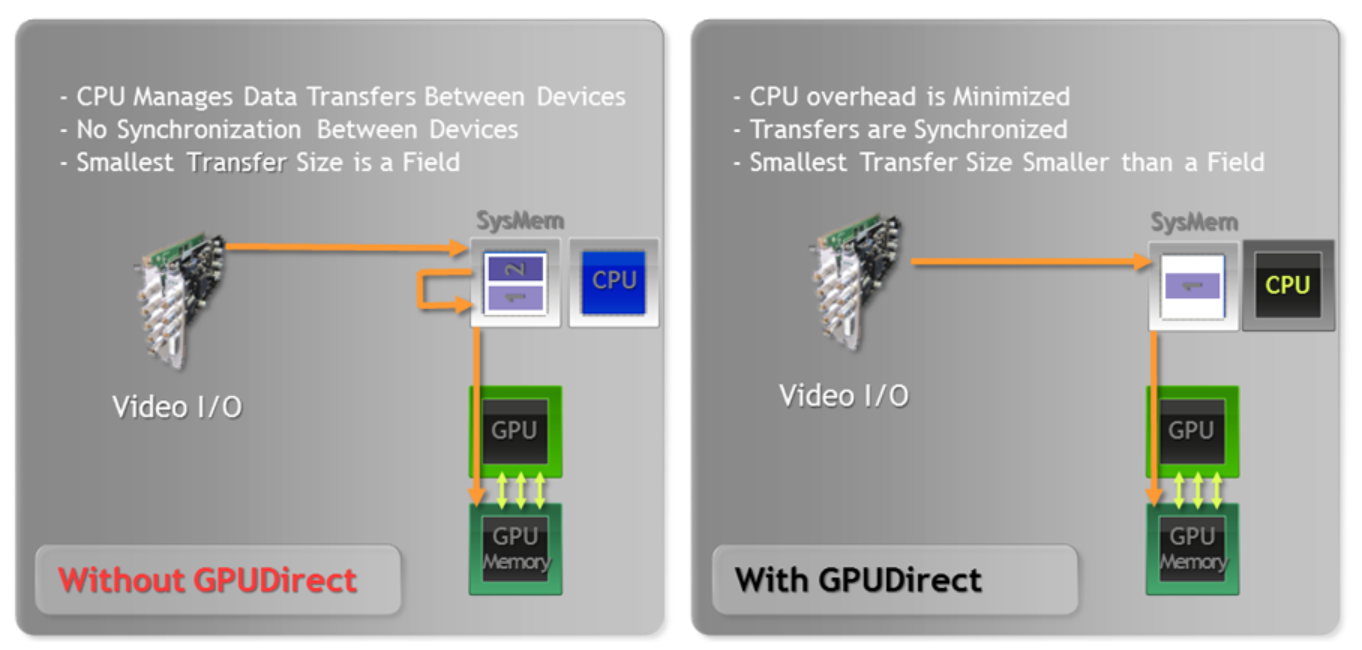 - CPU Manages Data Transfers Between Devices
- No Synchronization Between Devices
- Smallest Transfer Size is a Field
SysMem
2
1
CPU
Video I/O
GPU
GPU
Memory
Without GPUDirect
- CPU overhead is Minimized
- Transfers are Synchronized
- Smallest Transfer Size Smaller than a Field
SysMem
1
CPU
Video I/O
GPU
GPU
Memory
With GPUDirect